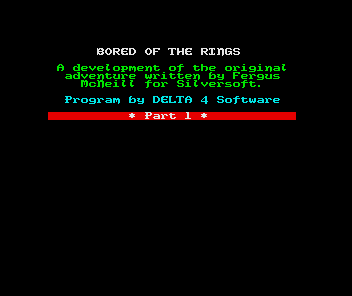 BORED OF THE RINGS
A development of the original
adventure written by Fergus
McNeill for Silversoft.
Program by DELTA 4 Software
* Part 1 *